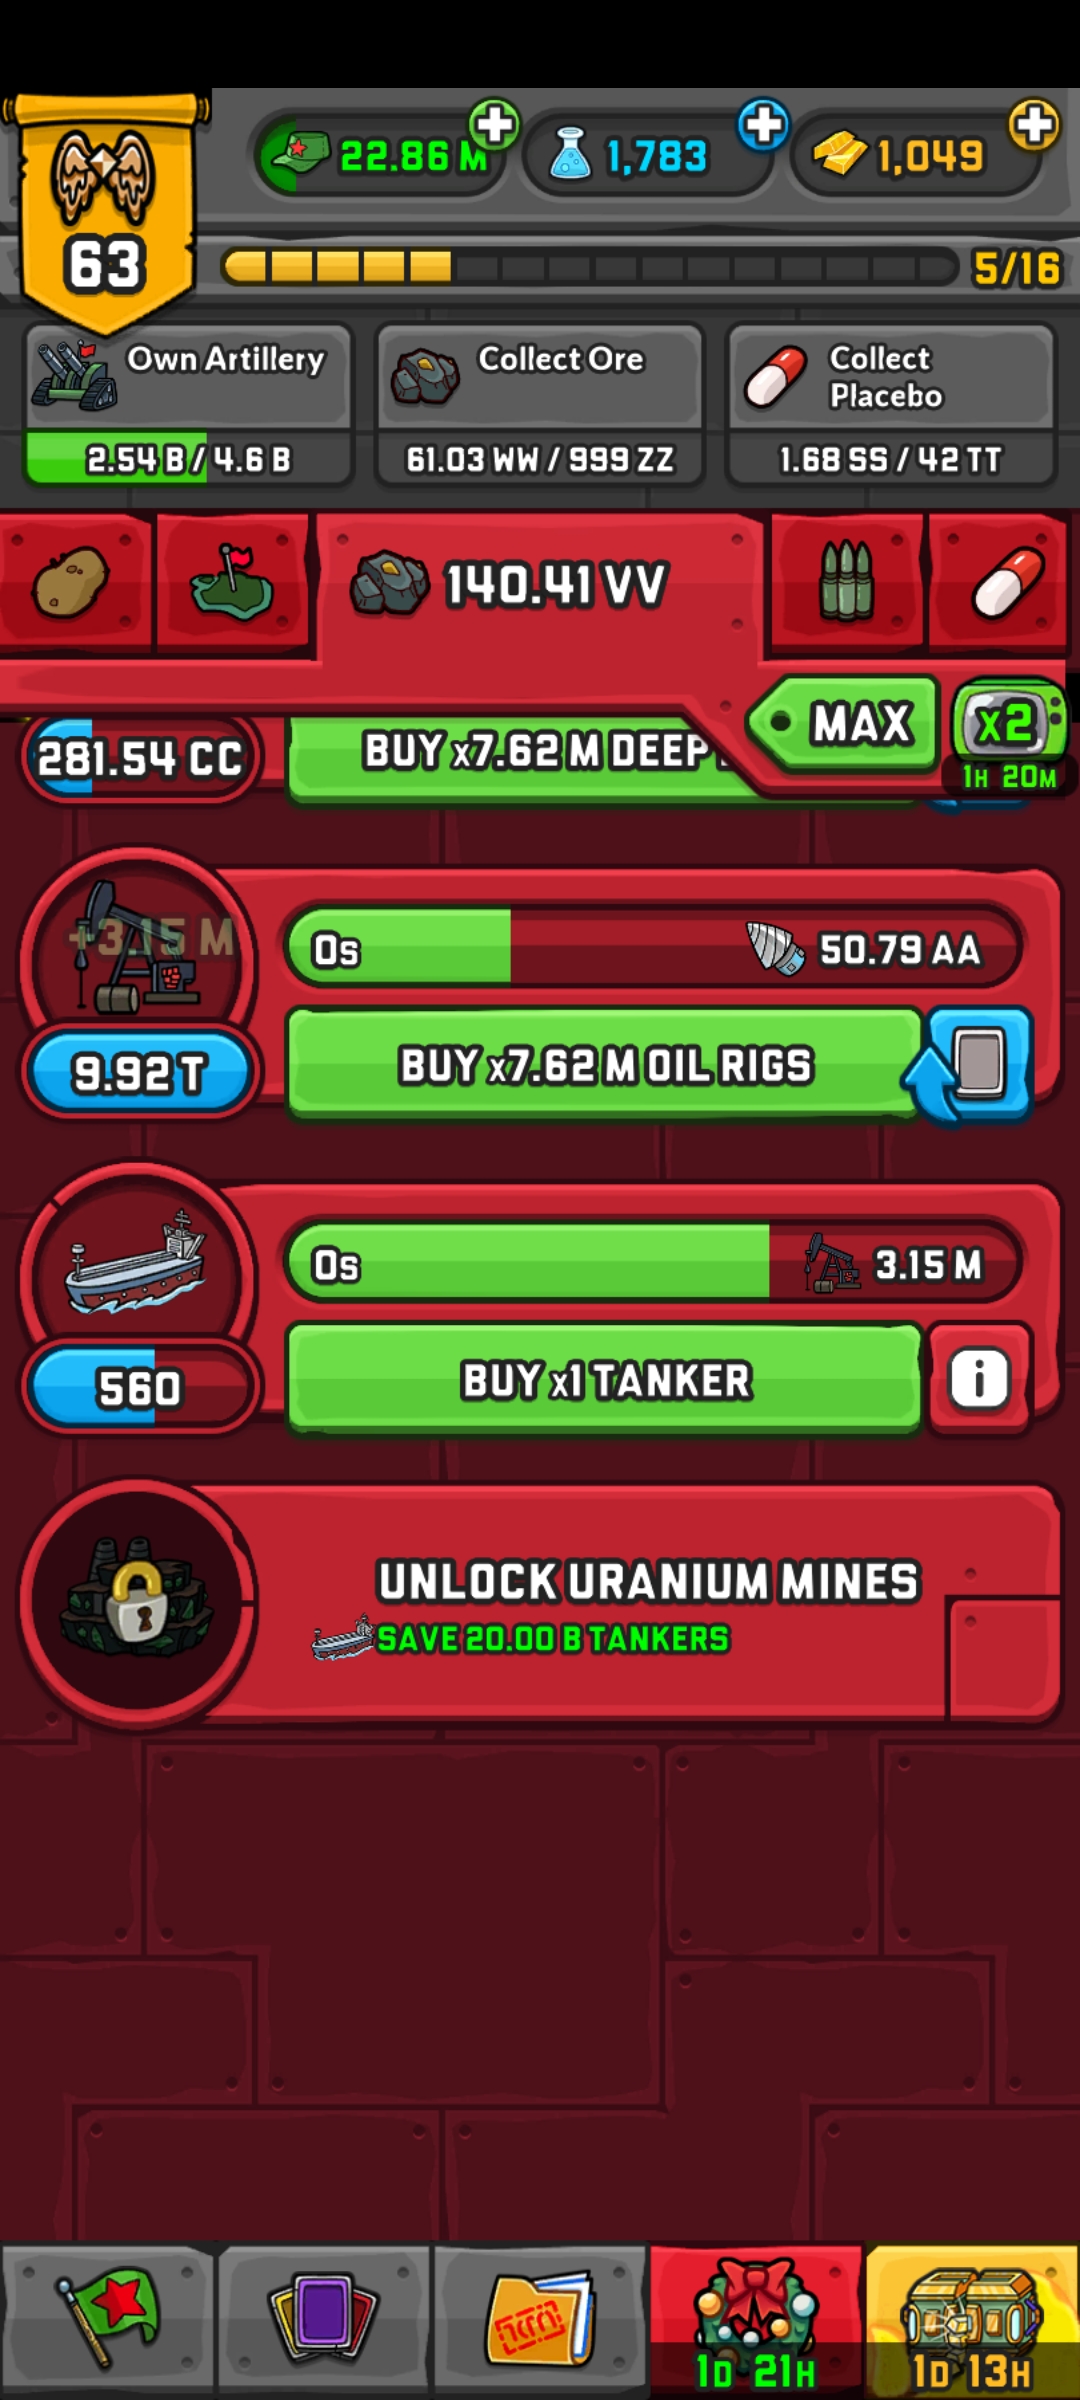 22.86 M
1,783
1,049
63
5/16
Own Artillery
2.54 B / 4.6 B
Collect Ore
61.03 WW / 999 ZZ
Collect
Placebo
1.68 SS / 42 TT
140.41 VV
MAX
x2
1H 20M
281.54 CC
BUY x7.62 M DEEP
+3.15 M
0s
50.79 AA
9.92 T
BUY x7.62 M OIL RIGS
0s
3.15 M
560
BUY x1 TANKER
i
UNLOCK URANIUM MINES
SAVE 20.00 B TANKERS
1D 21H
1D 13H